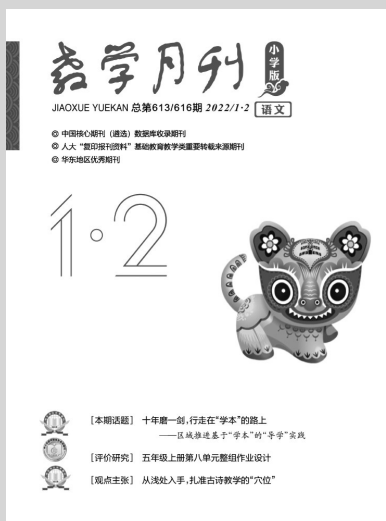 教学月刊
小学版
JIAOXUE YUEKAN 总第613/616期 2022/1·2 语文
◎ 中国核心期刊（遴选）数据库收录期刊
◎ 人大“复印报刊资料”基础教育教学类重要转载来源期刊
◎ 华东地区优秀期刊
1·2
［本期话题］ 十年磨一剑，行走在“学本”的路上
——区域推进基于“学本”的“导学”实践
［评价研究］ 五年级上册第八单元整组作业设计
［观点主张］ 从浅处入手，扎准古诗教学的“穴位”